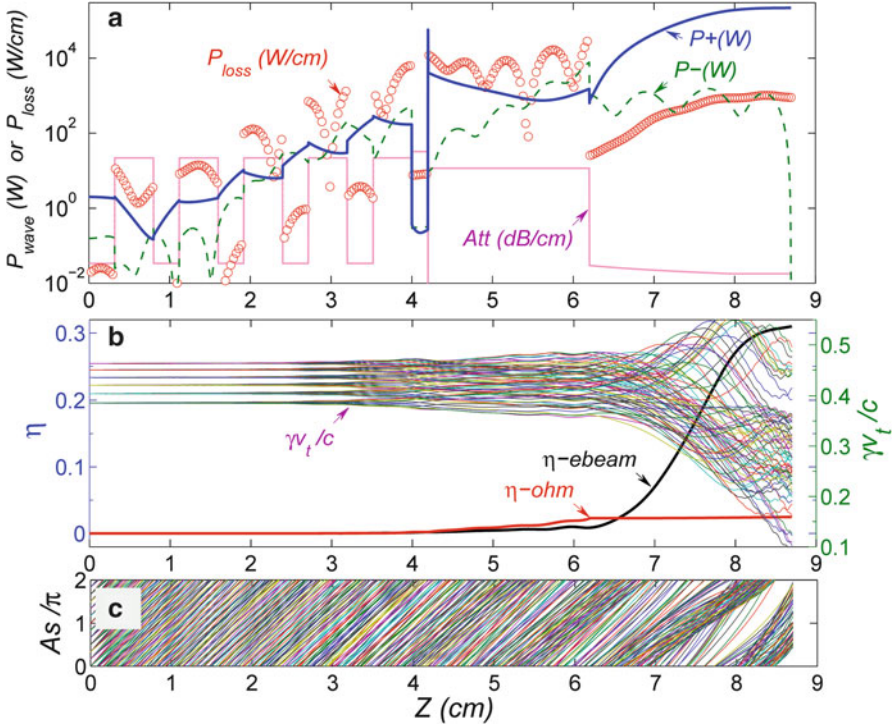 a
P_loss (W/cm)
P+(W)
P−(W)
Att (dB/cm)
P_wave (W) or P_loss (W/cm)
10^4
10^2
10^0
10^−2
0 1 2 3 4 5 6 7 8 9
b
γv_t/c
η−ebeam
η−ohm
η
0.3
0.2
0.1
0
γv_t/c
0.5
0.4
0.3
0.2
0.1
0 1 2 3 4 5 6 7 8 9
c
As/π
2
1
0
0 1 2 3 4 5 6 7 8 9
Z (cm)